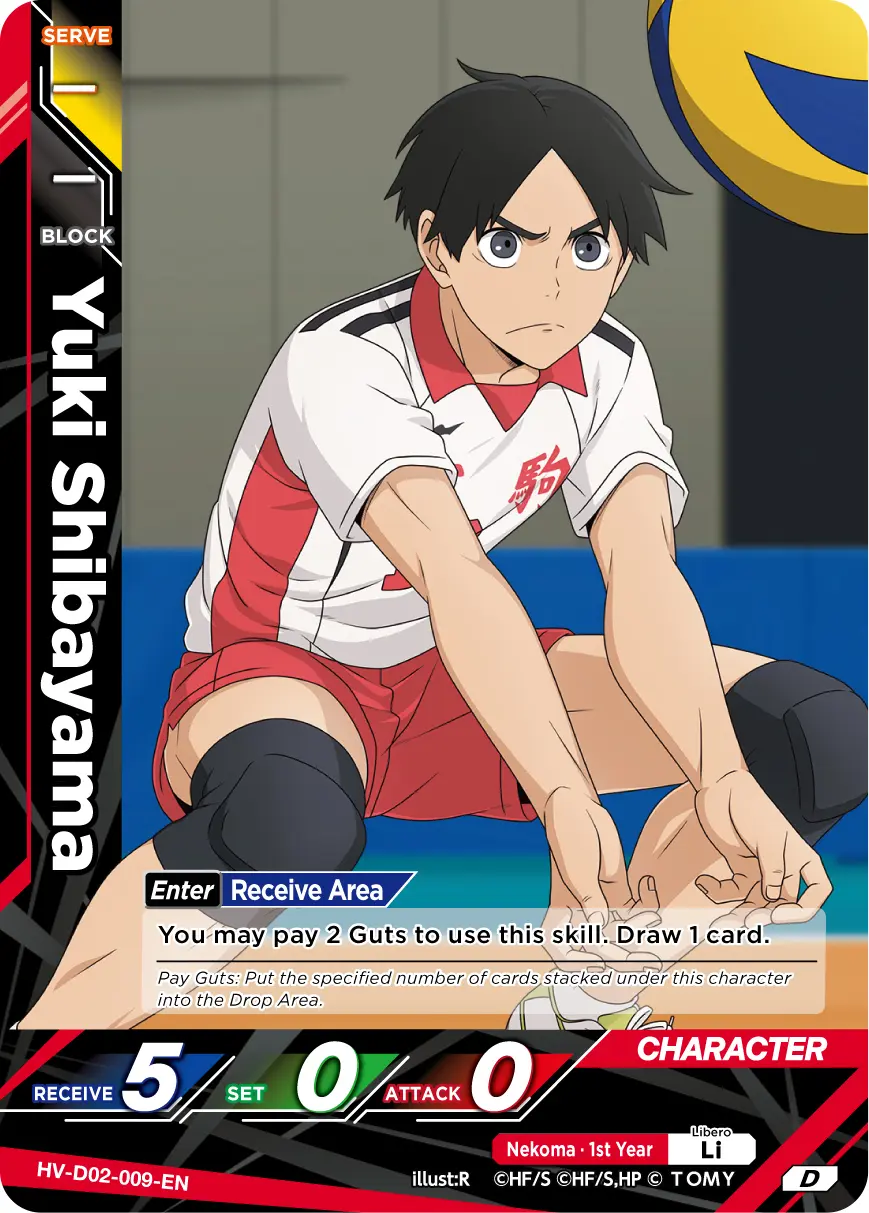 SERVE
–
–
BLOCK
Yuki Shibayama
駒
Enter Receive Area
You may pay 2 Guts to use this skill. Draw 1 card.
Pay Guts: Put the specified number of cards stacked under this character
into the Drop Area.
CHARACTER
RECEIVE 5 SET 0 ATTACK 0
Libero
Nekoma · 1st Year Li
HV-D02-009-EN
illust:R ©HF/S ©HF/S,HP © TOMY
D